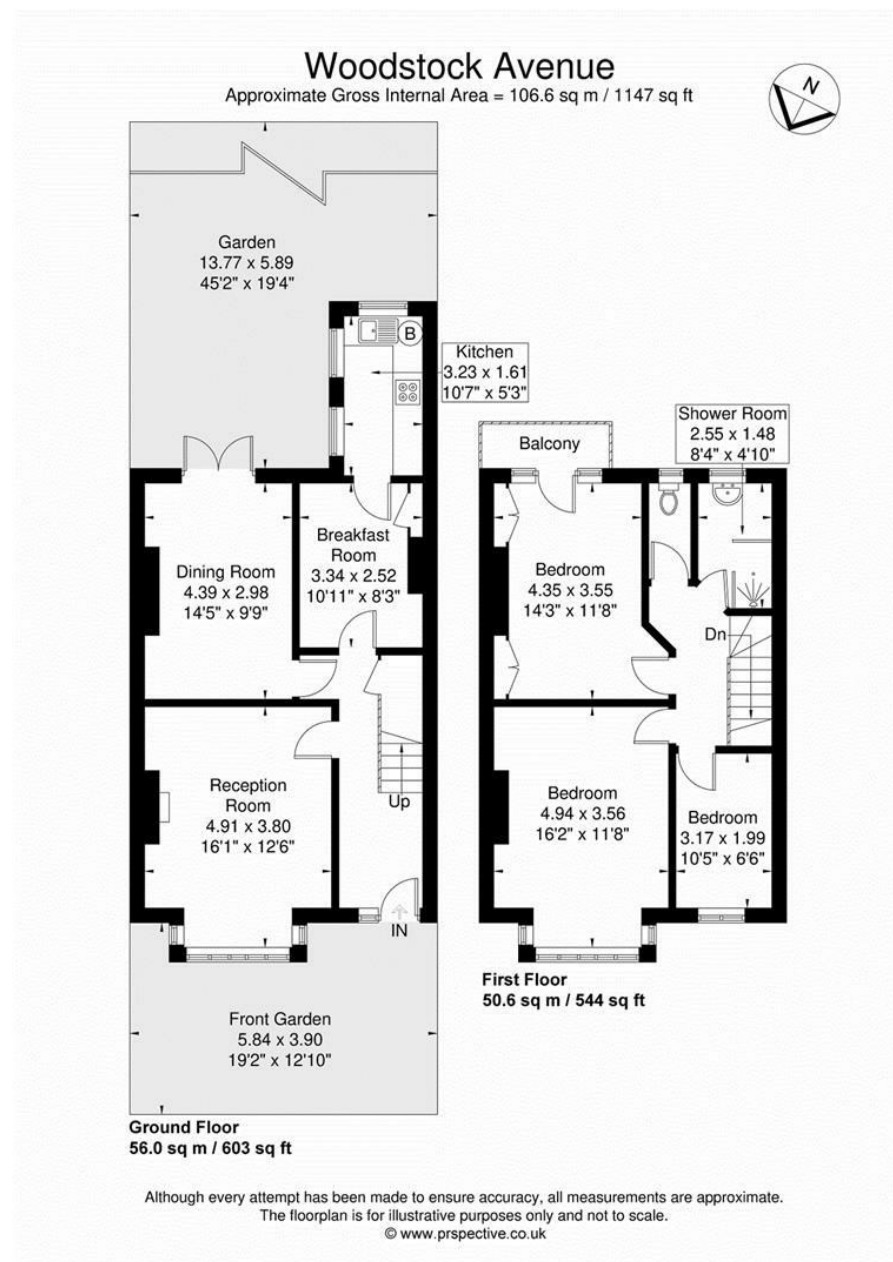 Woodstock Avenue
Approximate Gross Internal Area = 106.6 sq m / 1147 sq ft
N
Garden
13.77 x 5.89
45'2" x 19'4"
B
Kitchen
3.23 x 1.61
10'7" x 5'3"
Breakfast
Room
3.34 x 2.52
10'11" x 8'3"
Dining Room
4.39 x 2.98
14'5" x 9'9"
Reception
Room
4.91 x 3.80
16'1" x 12'6"
Up
IN
Front Garden
5.84 x 3.90
19'2" x 12'10"
Ground Floor
56.0 sq m / 603 sq ft
Shower Room
2.55 x 1.48
8'4" x 4'10"
Balcony
Bedroom
4.35 x 3.55
14'3" x 11'8"
Dn
Bedroom
4.94 x 3.56
16'2" x 11'8"
Bedroom
3.17 x 1.99
10'5" x 6'6"
First Floor
50.6 sq m / 544 sq ft
Although every attempt has been made to ensure accuracy, all measurements are approximate.
The floorplan is for illustrative purposes only and not to scale.
© www.prspective.co.uk